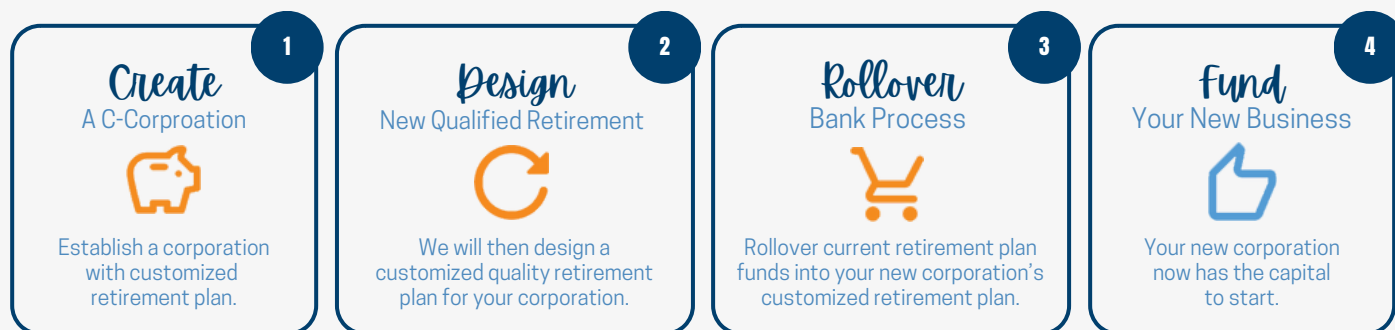 1
Create
A C-Corproation
Establish a corporation
with customized
retirement plan.
2
Design
New Qualified Retirement
We will then design a
customized quality retirement
plan for your corporation.
3
Rollover
Bank Process
Rollover current retirement plan
funds into your new corporation's
customized retirement plan.
4
Fund
Your New Business
Your new corporation
now has the capital
to start.